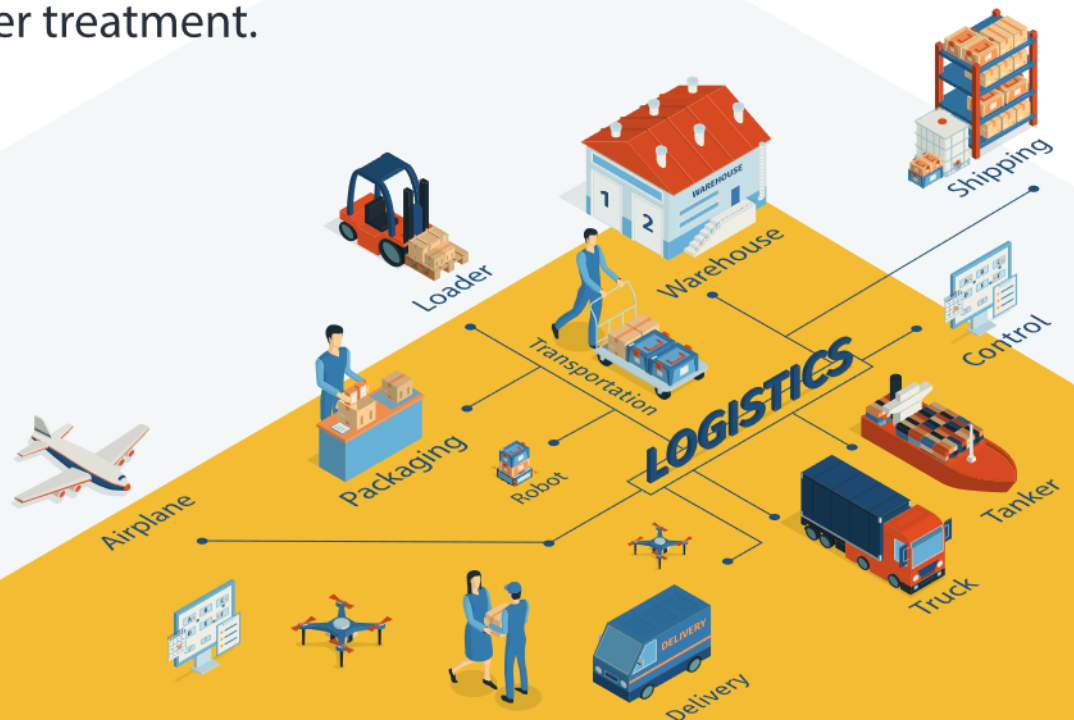 er treatment.
Shipping
WAREHOUSE
1
2
Warehouse
Loader
Control
Transportation
LOGISTICS
Packaging
Robot
Tanker
Airplane
Truck
DELIVERY
Delivery